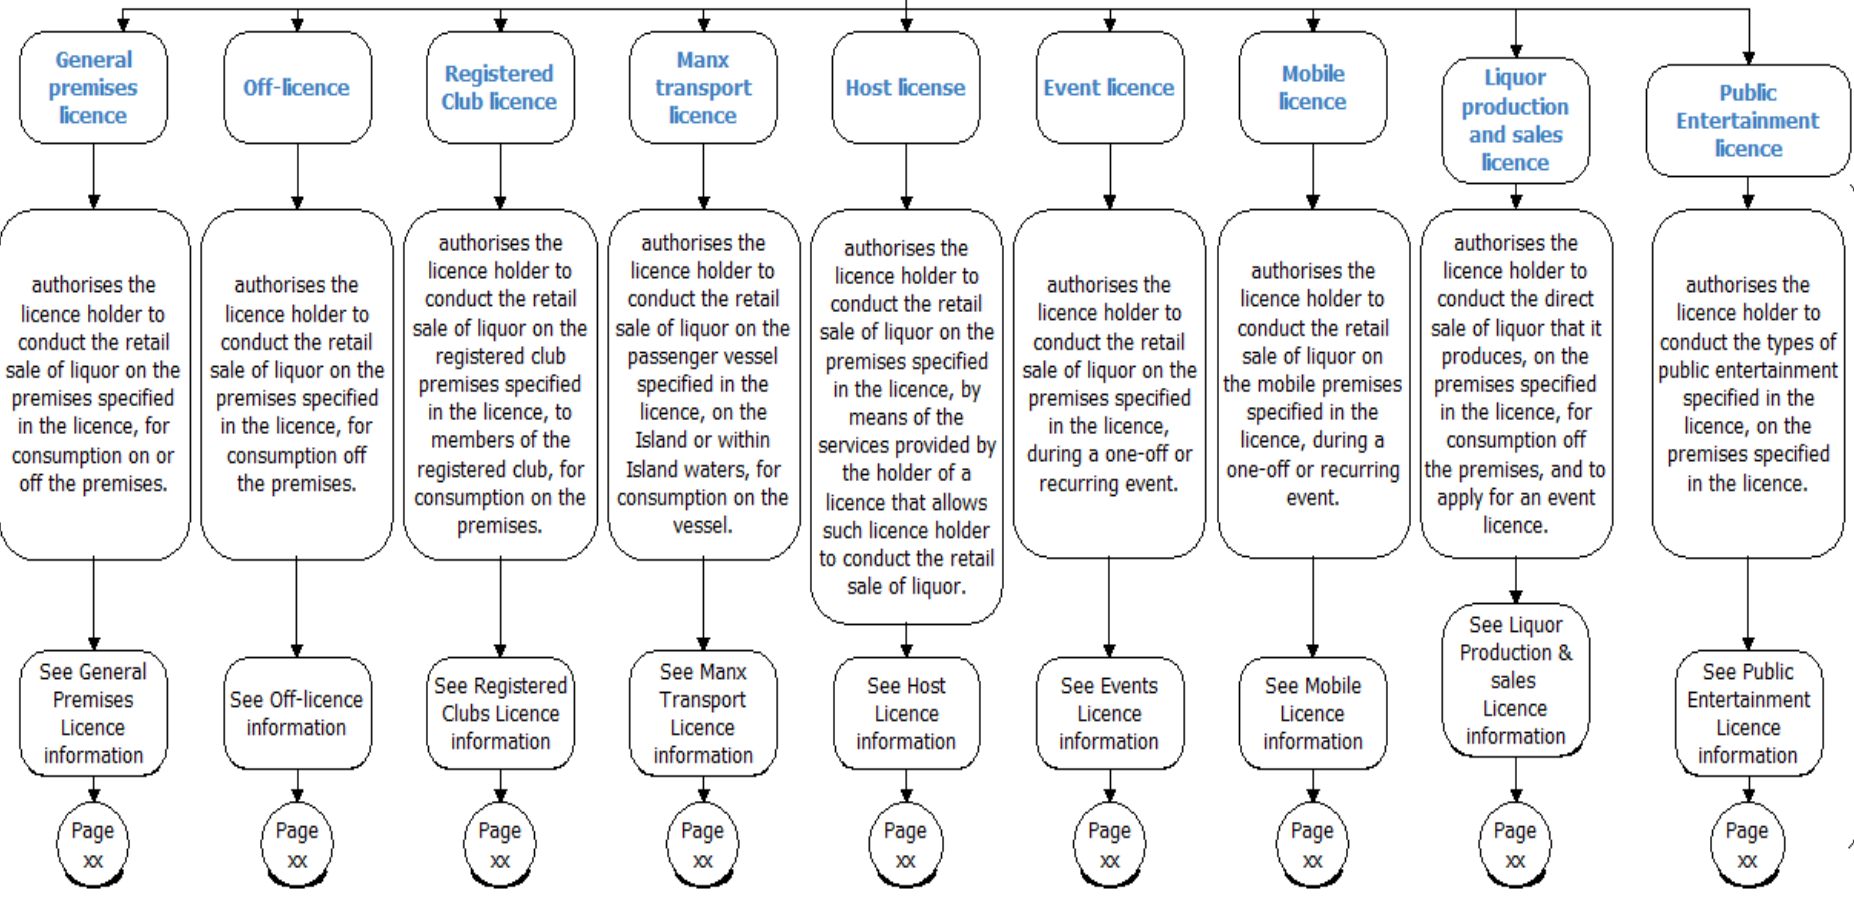 General
premises
licence
Off-licence
Registered
Club licence
Manx
transport
licence
Host license
Event licence
Mobile
licence
Liquor
production
and sales
licence
Public
Entertainment
licence
authorises the
licence holder to
conduct the retail
sale of liquor on the
premises specified
in the licence, for
consumption on or
off the premises.
authorises the
licence holder to
conduct the retail
sale of liquor on the
premises specified
in the licence, for
consumption off
the premises.
authorises the
licence holder to
conduct the retail
sale of liquor on the
registered club
premises specified
in the licence, to
members of the
registered club, for
consumption on the
premises.
authorises the
licence holder to
conduct the retail
sale of liquor on the
passenger vessel
specified in the
licence, on the
Island or within
Island waters, for
consumption on the
vessel.
authorises the
licence holder to
conduct the retail
sale of liquor on the
premises specified
in the licence, by
means of the
services provided by
the holder of a
licence that allows
such licence holder
to conduct the retail
sale of liquor.
authorises the
licence holder to
conduct the retail
sale of liquor on the
premises specified
in the licence,
during a one-off or
recurring event.
authorises the
licence holder to
conduct the retail
sale of liquor on
the mobile premises
specified in the
licence, during a
one-off or recurring
event.
authorises the
licence holder to
conduct the direct
sale of liquor that it
produces, on the
premises specified
in the licence, for
consumption off
the premises, and to
apply for an event
licence.
authorises the
licence holder to
conduct the types of
public entertainment
specified in the
licence, on the
premises specified
in the licence.
See General
Premises
Licence
information
See Off-licence
information
See Registered
Clubs Licence
information
See Manx
Transport
Licence
information
See Host
Licence
information
See Events
Licence
information
See Mobile
Licence
information
See Liquor
Production &
sales
Licence
information
See Public
Entertainment
Licence
information
Page
xx
Page
xx
Page
xx
Page
xx
Page
xx
Page
xx
Page
xx
Page
xx
Page
xx